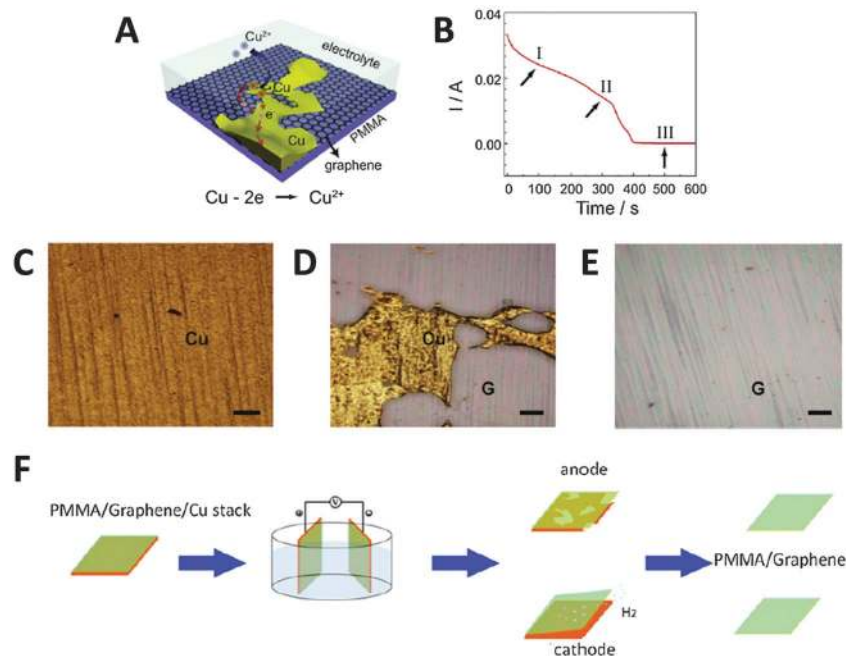 A
Cu²⁺
electrolyte
Cu
e⁻
Cu
PMMA
graphene
Cu - 2e → Cu²⁺
B
I / A
0.04
0.02
0.00
I
II
III
0 100 200 300 400 500 600
Time / s
C
Cu
D
Cu
G
E
G
F
PMMA/Graphene/Cu stack
V
anode
H₂
cathode
PMMA/Graphene